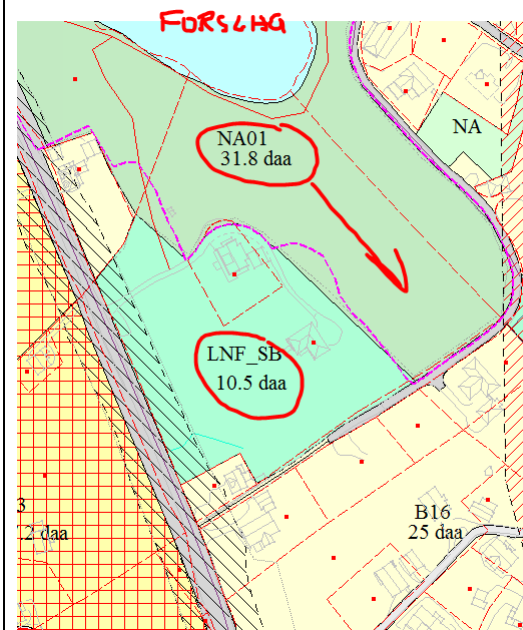 FORSLAG
NA01
31.8 daa
NA
LNF_SB
10.5 daa
3
2 daa
B16
25 daa